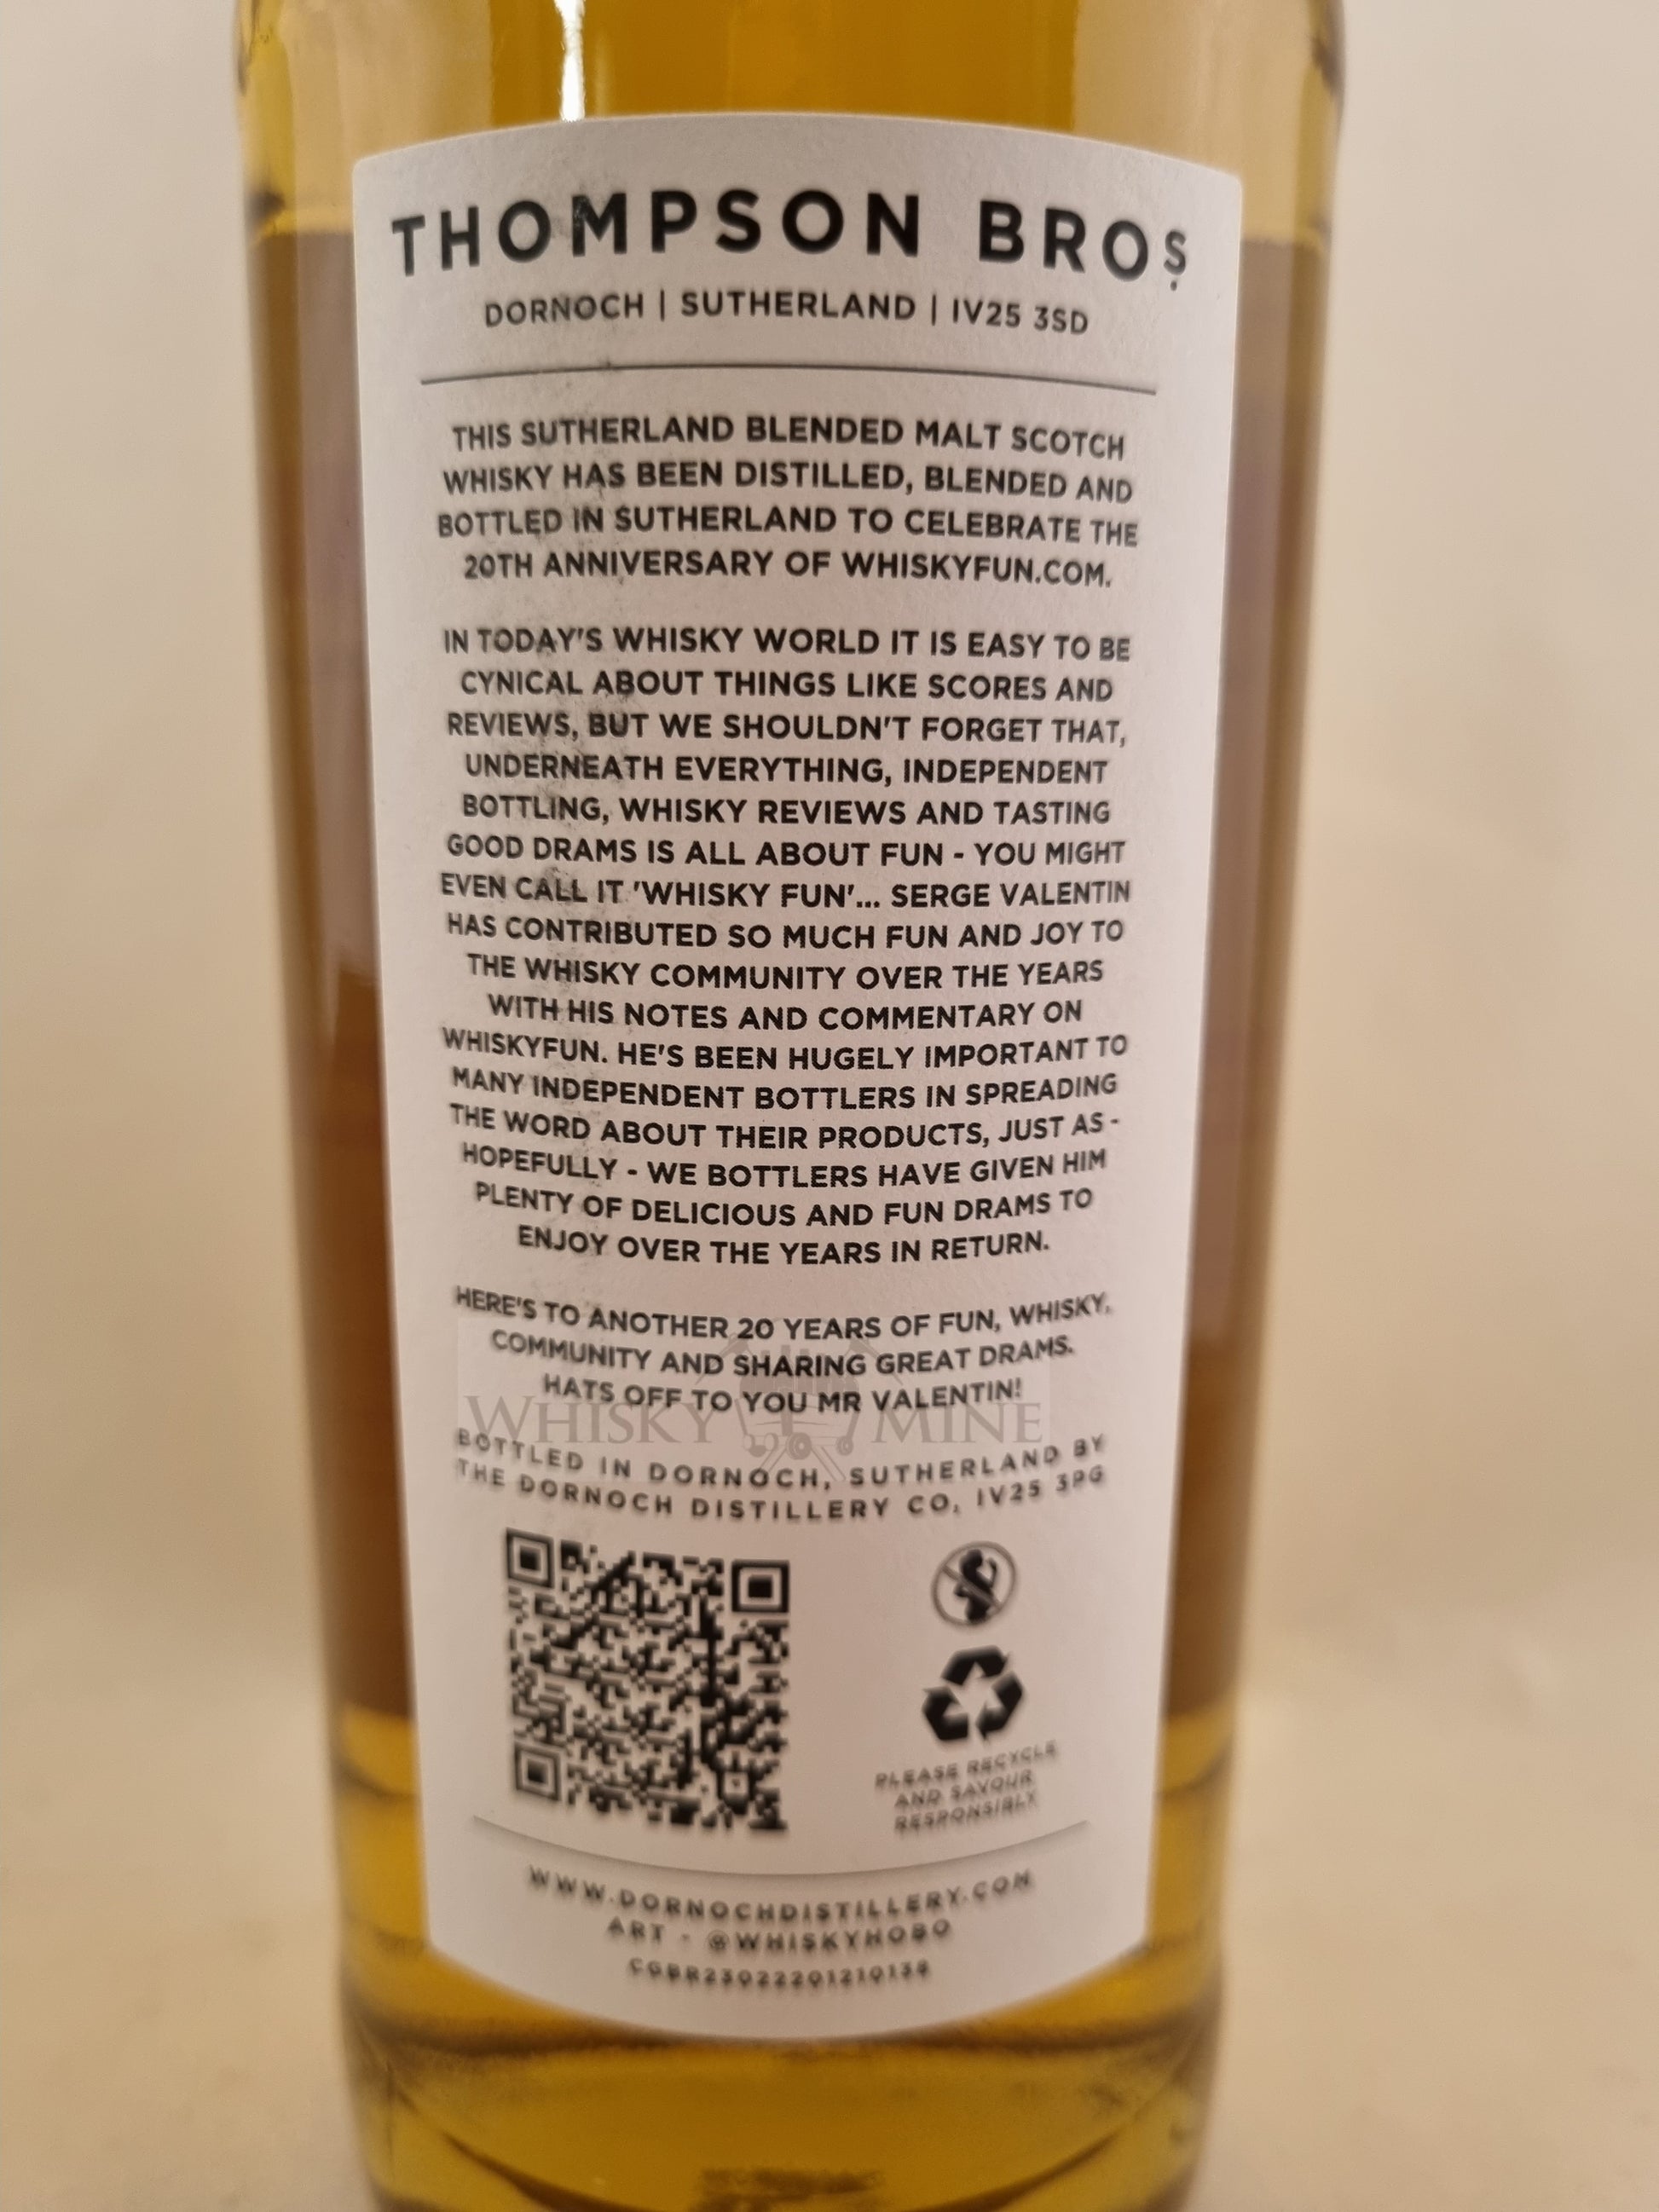 THOMPSON BROS
DORNOCH | SUTHERLAND | IV25 3SD
THIS SUTHERLAND BLENDED MALT SCOTCH
WHISKY HAS BEEN DISTILLED, BLENDED AND
BOTTLED IN SUTHERLAND TO CELEBRATE THE
20TH ANNIVERSARY OF WHISKYFUN.COM.
IN TODAY'S WHISKY WORLD IT IS EASY TO BE
CYNICAL ABOUT THINGS LIKE SCORES AND
REVIEWS, BUT WE SHOULDN'T FORGET THAT,
UNDERNEATH EVERYTHING, INDEPENDENT
BOTTLING, WHISKY REVIEWS AND TASTING
GOOD DRAMS IS ALL ABOUT FUN - YOU MIGHT
EVEN CALL IT 'WHISKY FUN'... SERGE VALENTIN
HAS CONTRIBUTED SO MUCH FUN AND JOY TO
THE WHISKY COMMUNITY OVER THE YEARS
WITH HIS NOTES AND COMMENTARY ON
WHISKYFUN. HE'S BEEN HUGELY IMPORTANT TO
MANY INDEPENDENT BOTTLERS IN SPREADING
THE WORD ABOUT THEIR PRODUCTS, JUST AS -
HOPEFULLY - WE BOTTLERS HAVE GIVEN HIM
PLENTY OF DELICIOUS AND FUN DRAMS TO
ENJOY OVER THE YEARS IN RETURN.
HERE'S TO ANOTHER 20 YEARS OF FUN, WHISKY,
COMMUNITY AND SHARING GREAT DRAMS.
HATS OFF TO YOU MR VALENTIN!
WHISKY MINE
BOTTLED IN DORNOCH, SUTHERLAND BY
THE DORNOCH DISTILLERY CO, IV25 3PG
PLEASE RECYCLE
AND SAVOUR
RESPONSIBLY
WWW.DORNOCHDISTILLERY.COM
ART - @WHISKYHOBO